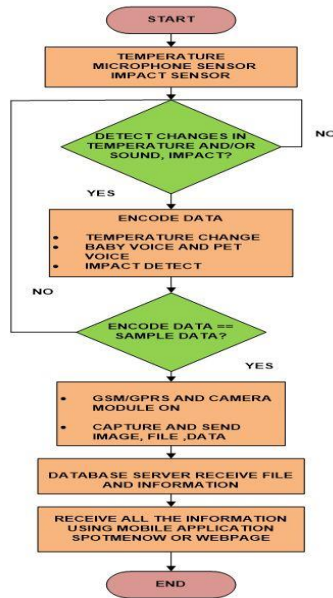 START
TEMPERATURE
MICROPHONE SENSOR
IMPACT SENSOR
DETECT CHANGES IN
TEMPERATURE AND/OR
SOUND, IMPACT?
NO
YES
ENCODE DATA
• TEMPERATURE CHANGE
• BABY VOICE AND PET
VOICE
• IMPACT DETECT
NO
ENCODE DATA ==
SAMPLE DATA?
YES
• GSM/GPRS AND CAMERA
MODULE ON
• CAPTURE AND SEND
IMAGE, FILE ,DATA
DATABASE SERVER RECEIVE FILE
AND INFORMATION
RECEIVE ALL THE INFORMATION
USING MOBILE APPLICATION
SPOTMENOW OR WEBPAGE
END